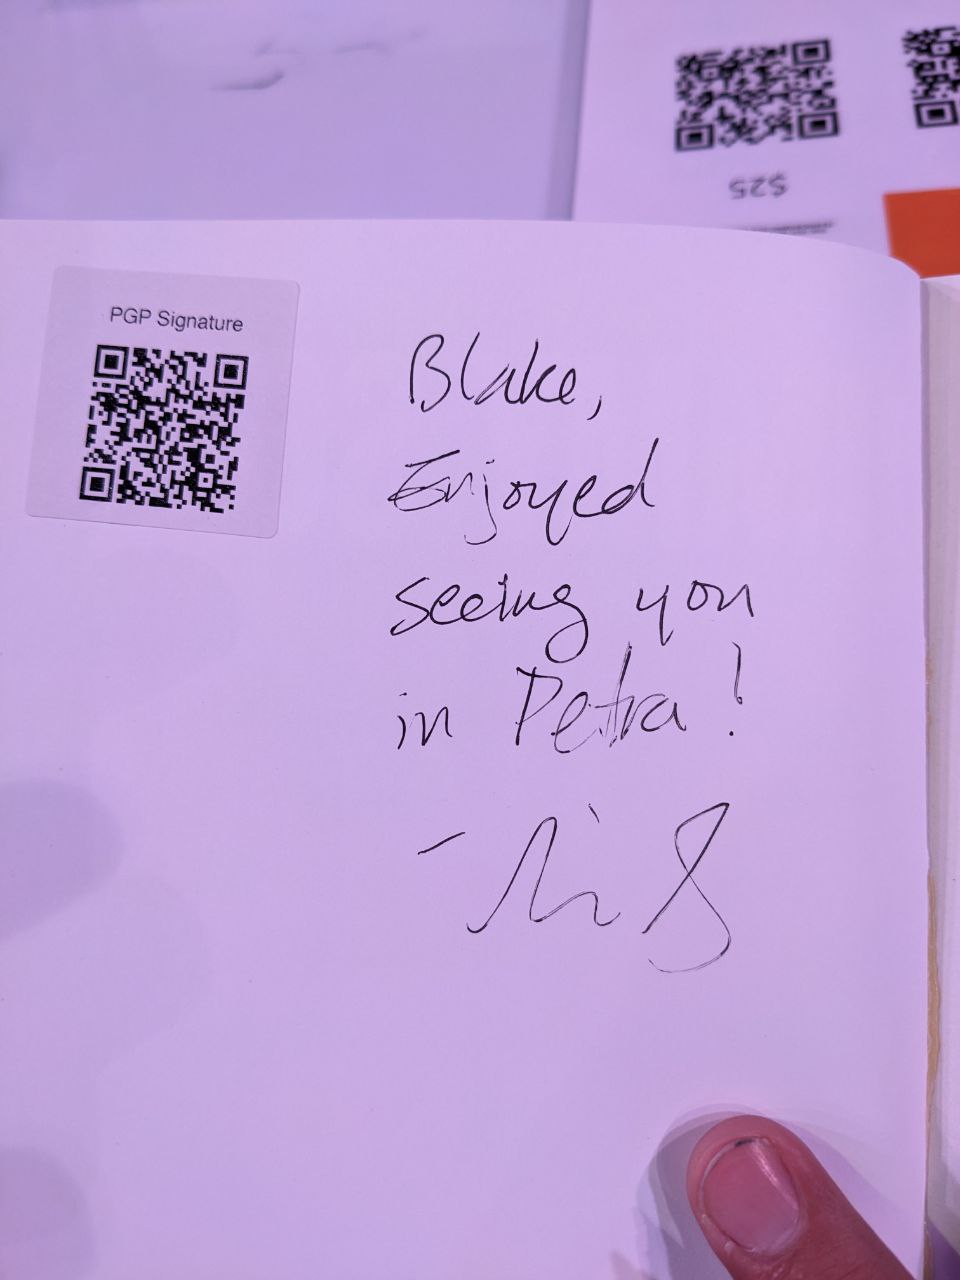 $25
PGP Signature
Blake,
Enjoyed
seeing you
in Petra!